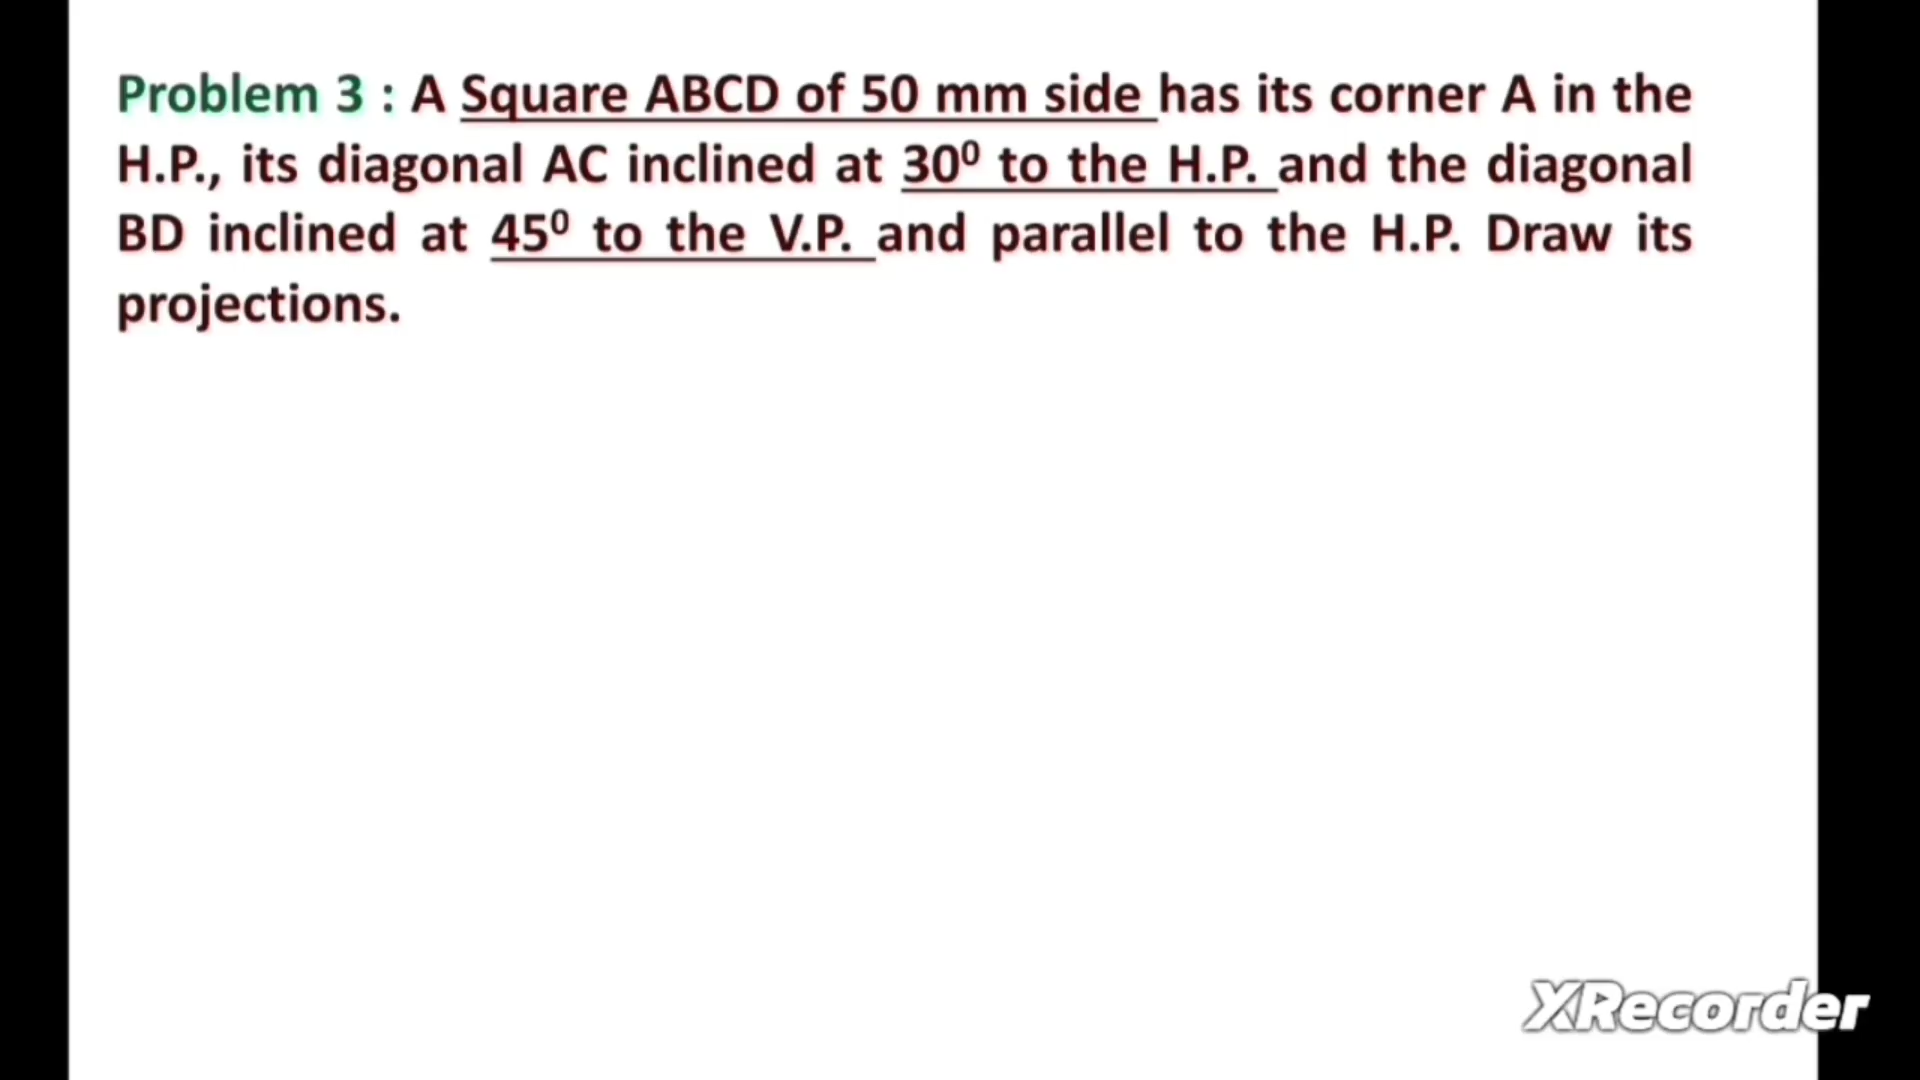 Problem 3 : A Square ABCD of 50 mm side has its corner A in the
H.P., its diagonal AC inclined at 30⁰ to the H.P. and the diagonal
BD inclined at 45⁰ to the V.P. and parallel to the H.P. Draw its
projections.
XRecorder